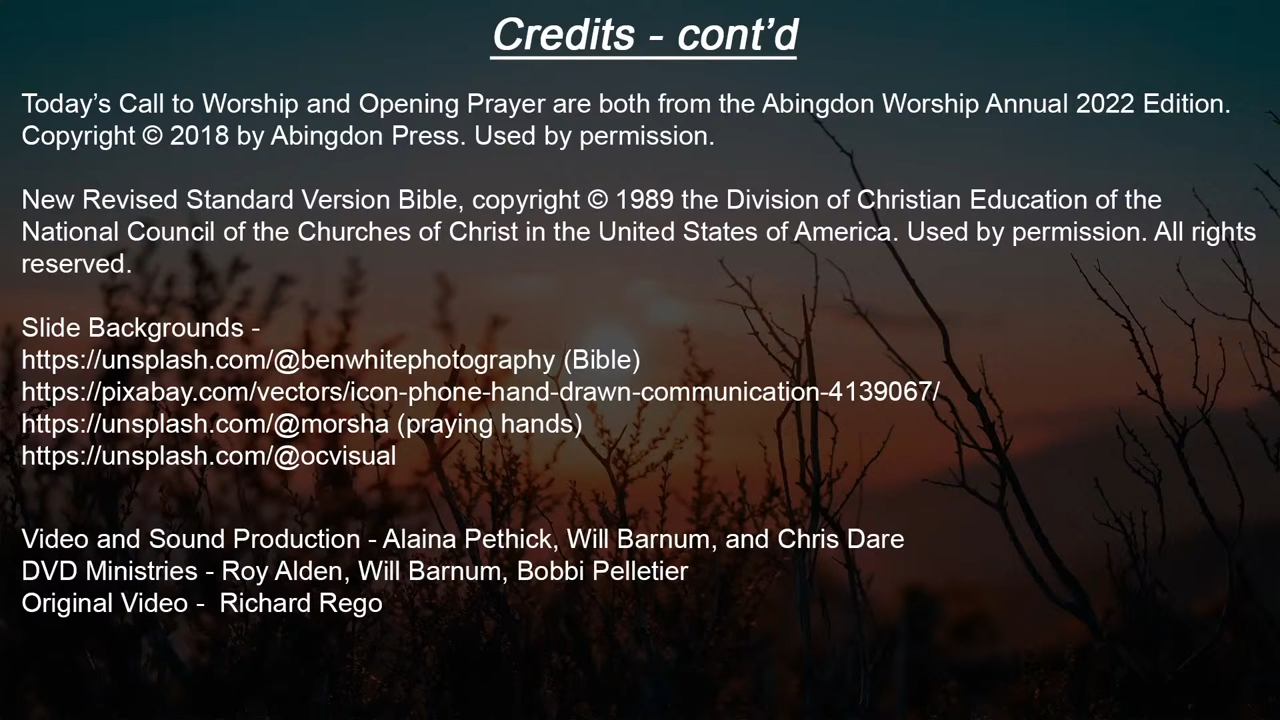 Credits - cont’d
Today’s Call to Worship and Opening Prayer are both from the Abingdon Worship Annual 2022 Edition.
Copyright © 2018 by Abingdon Press. Used by permission.
New Revised Standard Version Bible, copyright © 1989 the Division of Christian Education of the
National Council of the Churches of Christ in the United States of America. Used by permission. All rights
reserved.
Slide Backgrounds -
https://unsplash.com/@benwhitephotography (Bible)
https://pixabay.com/vectors/icon-phone-hand-drawn-communication-4139067/
https://unsplash.com/@morsha (praying hands)
https://unsplash.com/@ocvisual
Video and Sound Production - Alaina Pethick, Will Barnum, and Chris Dare
DVD Ministries - Roy Alden, Will Barnum, Bobbi Pelletier
Original Video -  Richard Rego